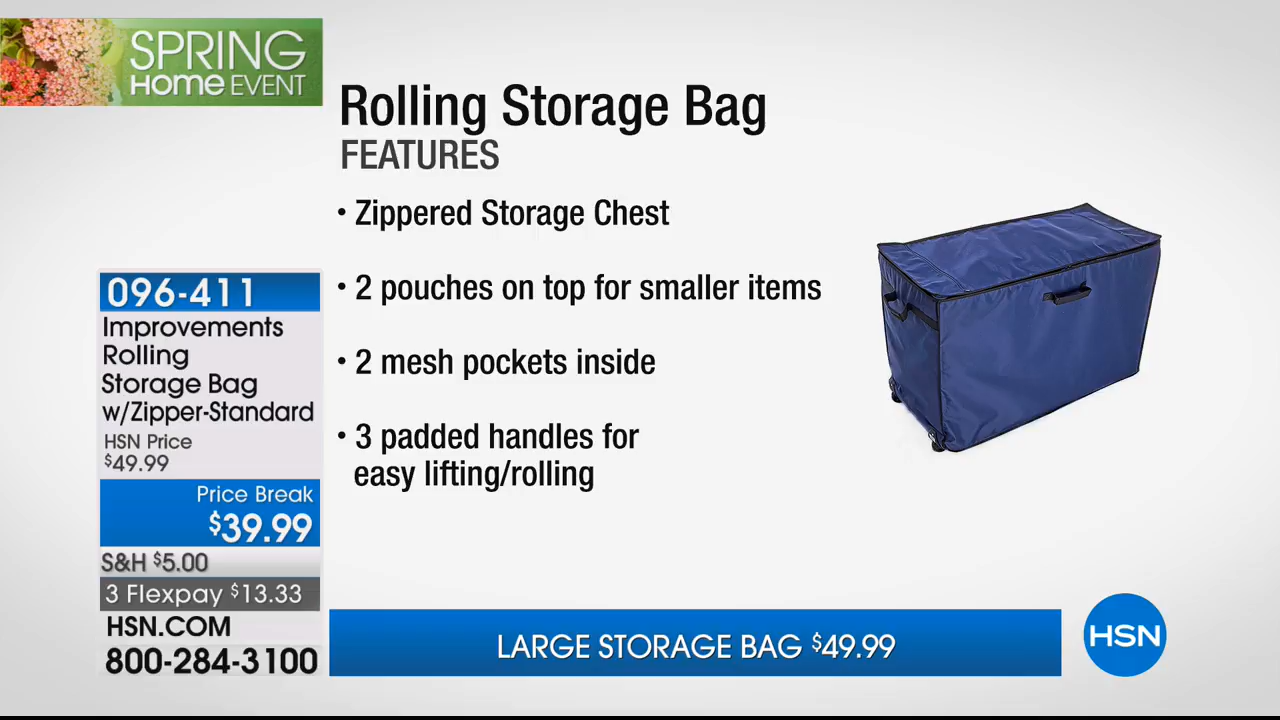 SPRING
Home EVENT
Rolling Storage Bag
FEATURES
• Zippered Storage Chest
• 2 pouches on top for smaller items
• 2 mesh pockets inside
• 3 padded handles for
easy lifting/rolling
096-411
Improvements
Rolling
Storage Bag
w/Zipper-Standard
HSN Price
$49.99
Price Break
$39.99
S&H $5.00
3 Flexpay $13.33
HSN.COM
800-284-3100
LARGE STORAGE BAG $49.99
HSN